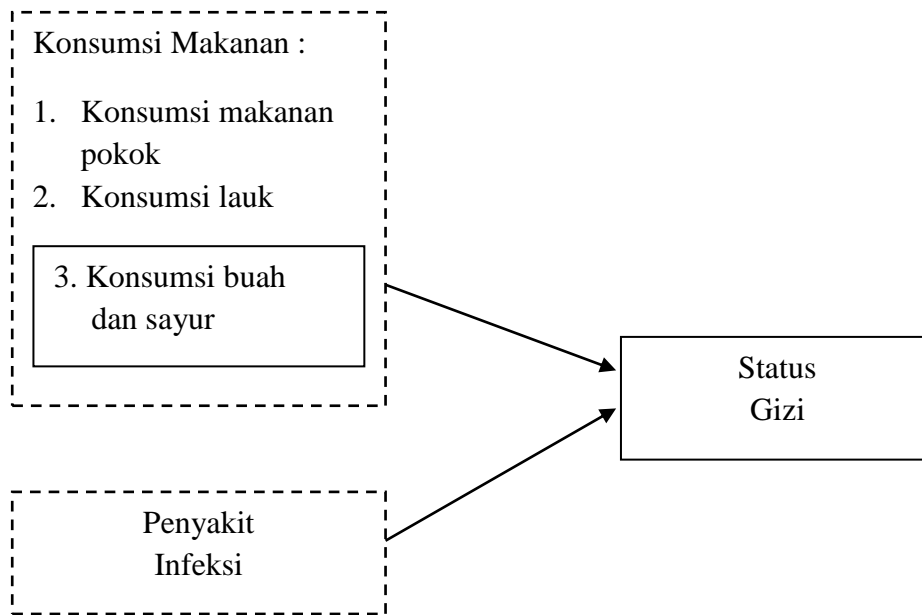 Konsumsi Makanan :
1. Konsumsi makanan
pokok
2. Konsumsi lauk
3. Konsumsi buah
dan sayur
Status
Gizi
Penyakit
Infeksi